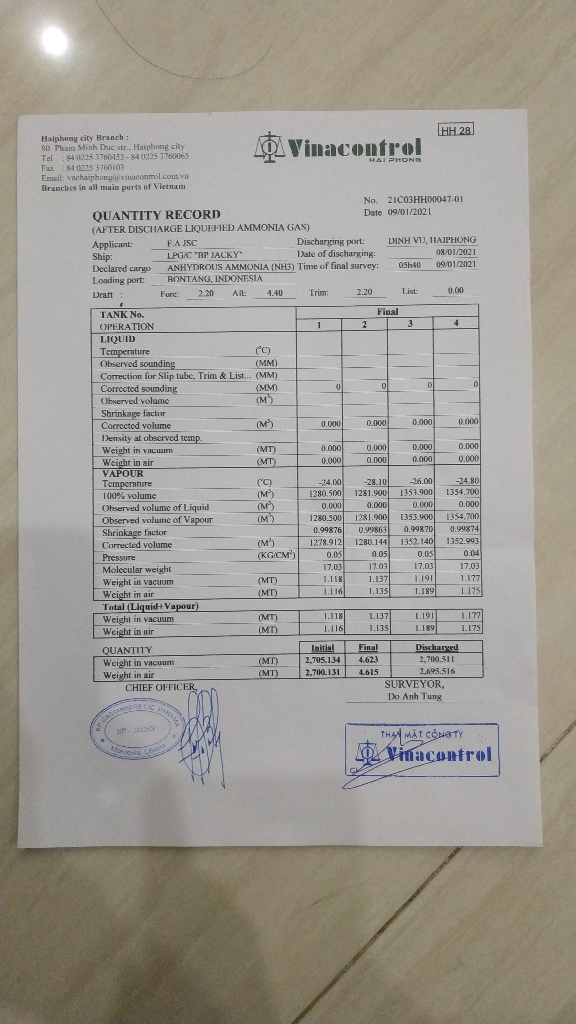 HH 28
Haiphong city Branch :
80 Pham Minh Duc str., Haiphong city
Tel : 84 0225 3760453 - 84 0225 3760065
Fax : 84 0225 3760103
Email: vnchaiphong@vinacontrol.com.vn
Branches in all main ports of Vietnam
Vinacontrol
HAI PHONG
No. 21C03HH00047-01
Date 09/01/2021
QUANTITY RECORD
(AFTER DISCHARGE LIQUEFIED AMMONIA GAS)
Applicant: F.A JSC Discharging port: DINH VU, HAIPHONG
Ship: LPG/C "BP JACKY" Date of discharging: 08/01/2021
Declared cargo ANHYDROUS AMMONIA (NH3) Time of final survey: 05h40 09/01/2021
Loading port: BONTANG, INDONESIA
Draft : Fore: 2.20 Aft: 4.40 Trim: 2.20 List: 0.00
TANK No. Final
OPERATION 1 2 3 4
LIQUID
Temperature (°C)
Observed sounding (MM)
Correction for Slip tube, Trim & List... (MM)
Corrected sounding (MM) 0 0 0 0
Observed volume (M³)
Shrinkage factor
Corrected volume (M³) 0.000 0.000 0.000 0.000
Density at observed temp.
Weight in vacuum (MT) 0.000 0.000 0.000 0.000
Weight in air (MT) 0.000 0.000 0.000 0.000
VAPOUR
Temperature (°C) -24.00 -28.10 -26.00 -24.80
100% volume (M³) 1280.500 1281.900 1353.900 1354.700
Observed volume of Liquid (M³) 0.000 0.000 0.000 0.000
Observed volume of Vapour (M³) 1280.500 1281.900 1353.900 1354.700
Shrinkage factor 0.99876 0.99863 0.99870 0.99874
Corrected volume (M³) 1278.912 1280.144 1352.140 1352.993
Pressure (KG/CM²) 0.05 0.05 0.05 0.04
Molecular weight 17.03 17.03 17.03 17.03
Weight in vacuum (MT) 1.118 1.137 1.191 1.177
Weight in air (MT) 1.116 1.135 1.189 1.175
Total (Liquid+Vapour)
Weight in vacuum (MT) 1.118 1.137 1.191 1.177
Weight in air (MT) 1.116 1.135 1.189 1.175
QUANTITY Initial Final Discharged
Weight in vacuum (MT) 2,705.134 4.623 2,700.511
Weight in air (MT) 2,700.131 4.615 2,695.516
CHIEF OFFICER, SURVEYOR,
Do Anh Tung
BP GASTANKERS PANAMA
BP - JACKY
Monrovia, Liberia
THAY MẶT CÔNG TY
Vinacontrol